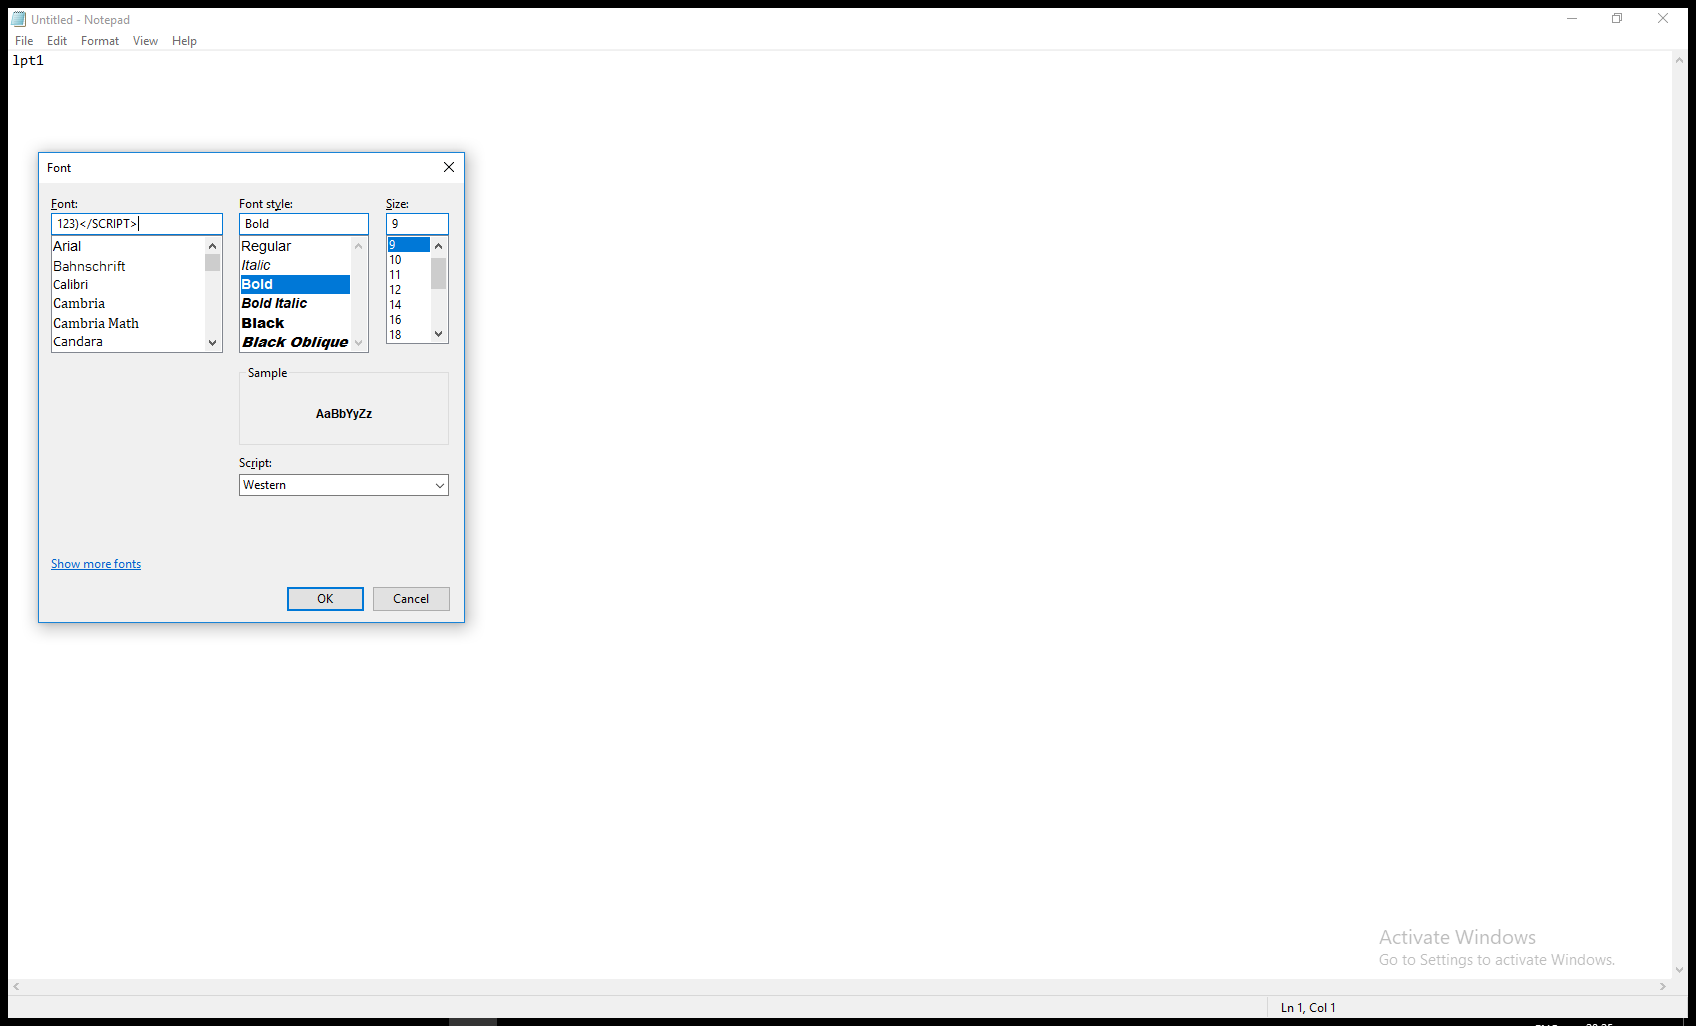 Untitled - Notepad
File Edit Format View Help
lpt1
Font
Font: Font style: Size:
123)</SCRIPT> Bold 9
Arial
Bahnschrift
Calibri
Cambria
Cambria Math
Candara
Regular
Italic
Bold
Bold Italic
Black
Black Oblique
9
10
11
12
14
16
18
Sample
AaBbYyZz
Script:
Western
Show more fonts
OK Cancel
Activate Windows
Go to Settings to activate Windows.
Ln 1, Col 1